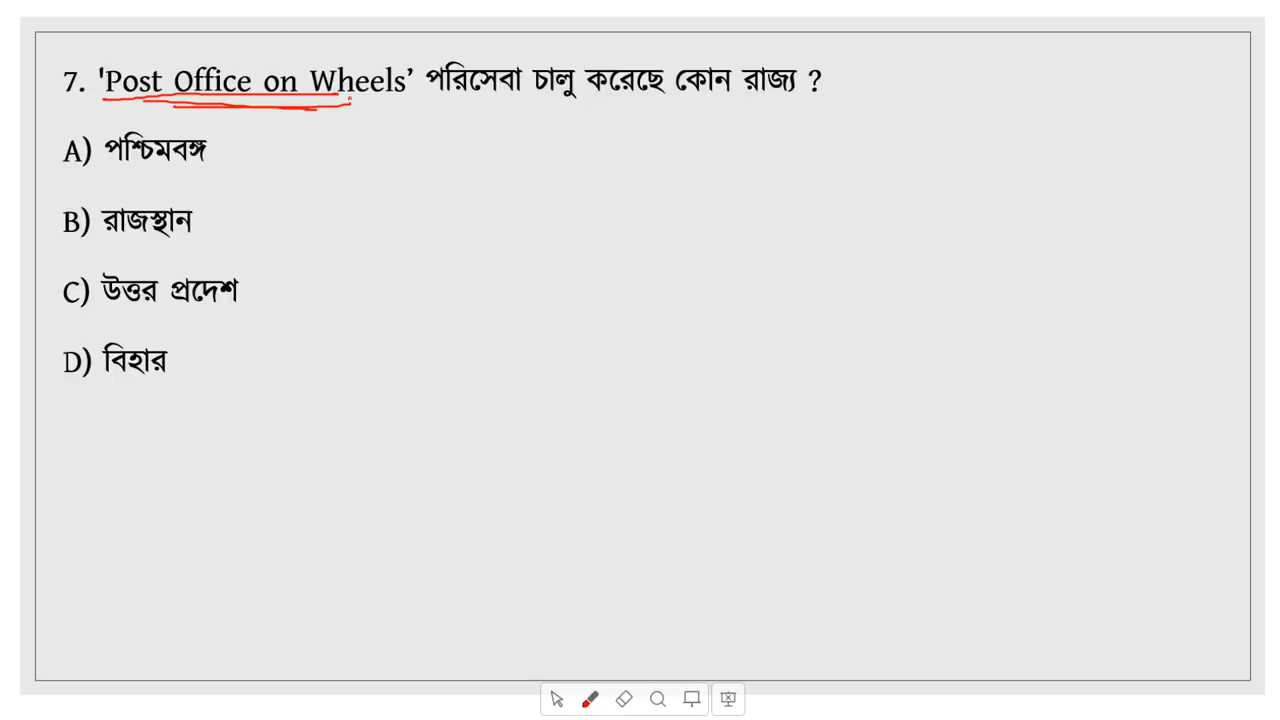 7. 'Post Office on Wheels’ পরিসেবা চালু করেছে কোন রাজ্য ?
A) পশ্চিমবঙ্গ
B) রাজস্থান
C) উত্তর প্রদেশ
D) বিহার